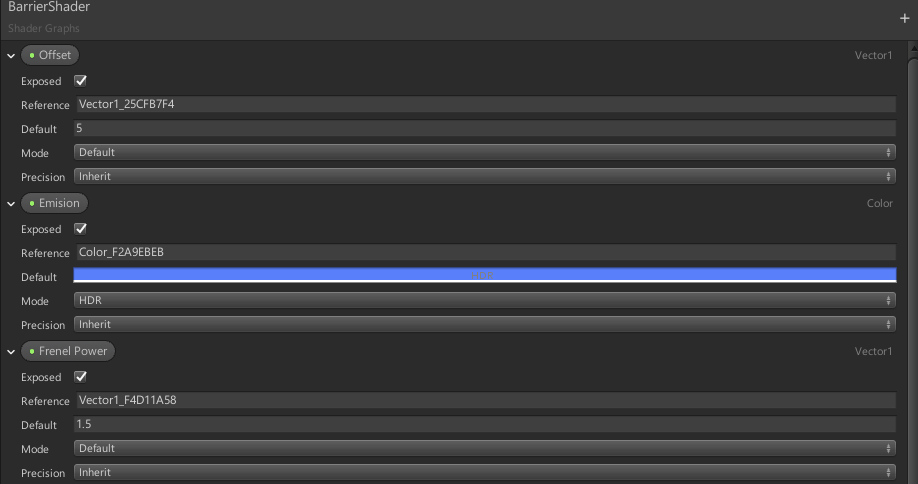 BarrierShader
Shader Graphs
+
Offset Vector1
Exposed
Reference Vector1_25CFB7F4
Default 5
Mode Default
Precision Inherit
Emision Color
Exposed
Reference Color_F2A9EBEB
Default HDR
Mode HDR
Precision Inherit
Frenel Power Vector1
Exposed
Reference Vector1_F4D11A58
Default 1.5
Mode Default
Precision Inherit